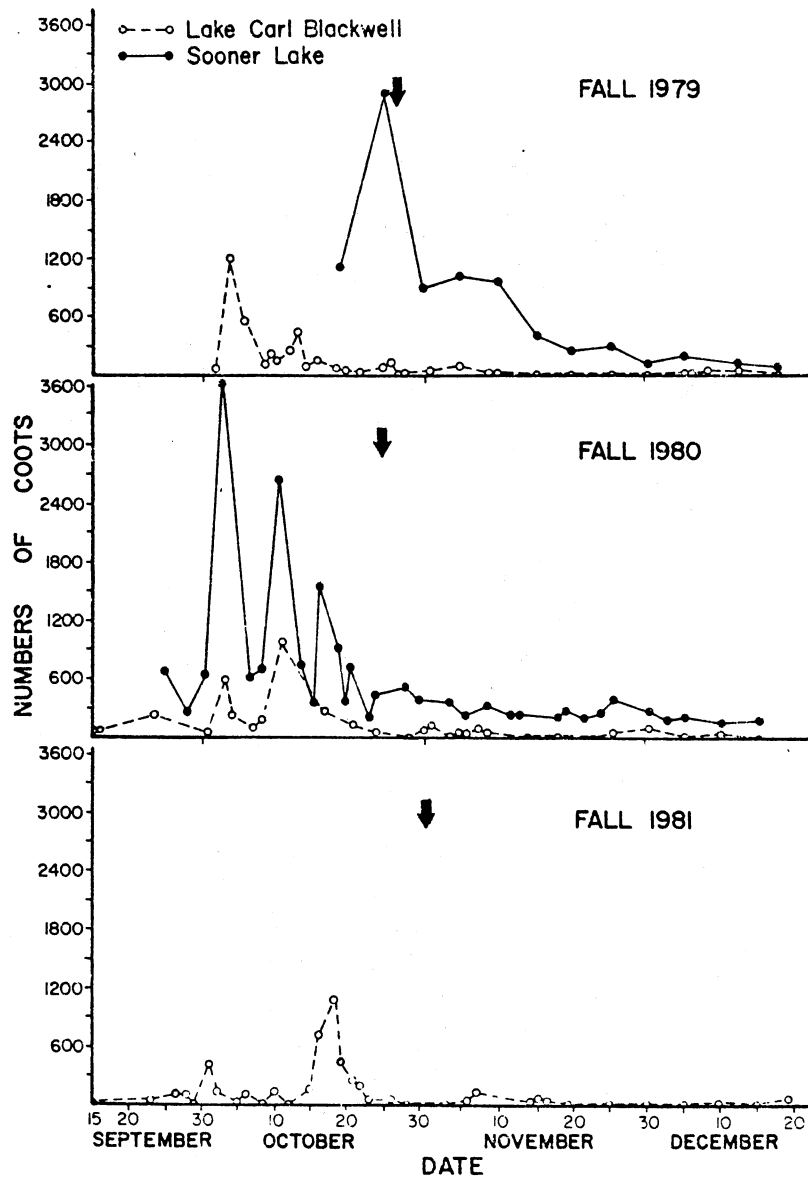 Lake Carl Blackwell
Sooner Lake
FALL 1979
3600
3000
2400
1800
1200
600
FALL 1980
3600
3000
2400
1800
1200
600
NUMBERS OF COOTS
FALL 1981
3600
3000
2400
1800
1200
600
15 20 30 10 20 30 10 20 30 10 20
SEPTEMBER OCTOBER NOVEMBER DECEMBER
DATE